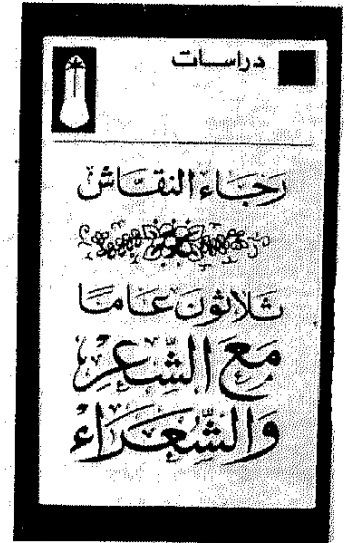 دراسات
رجاء النقاش
ثلاثون عاما
مع الشعر
والشعراء